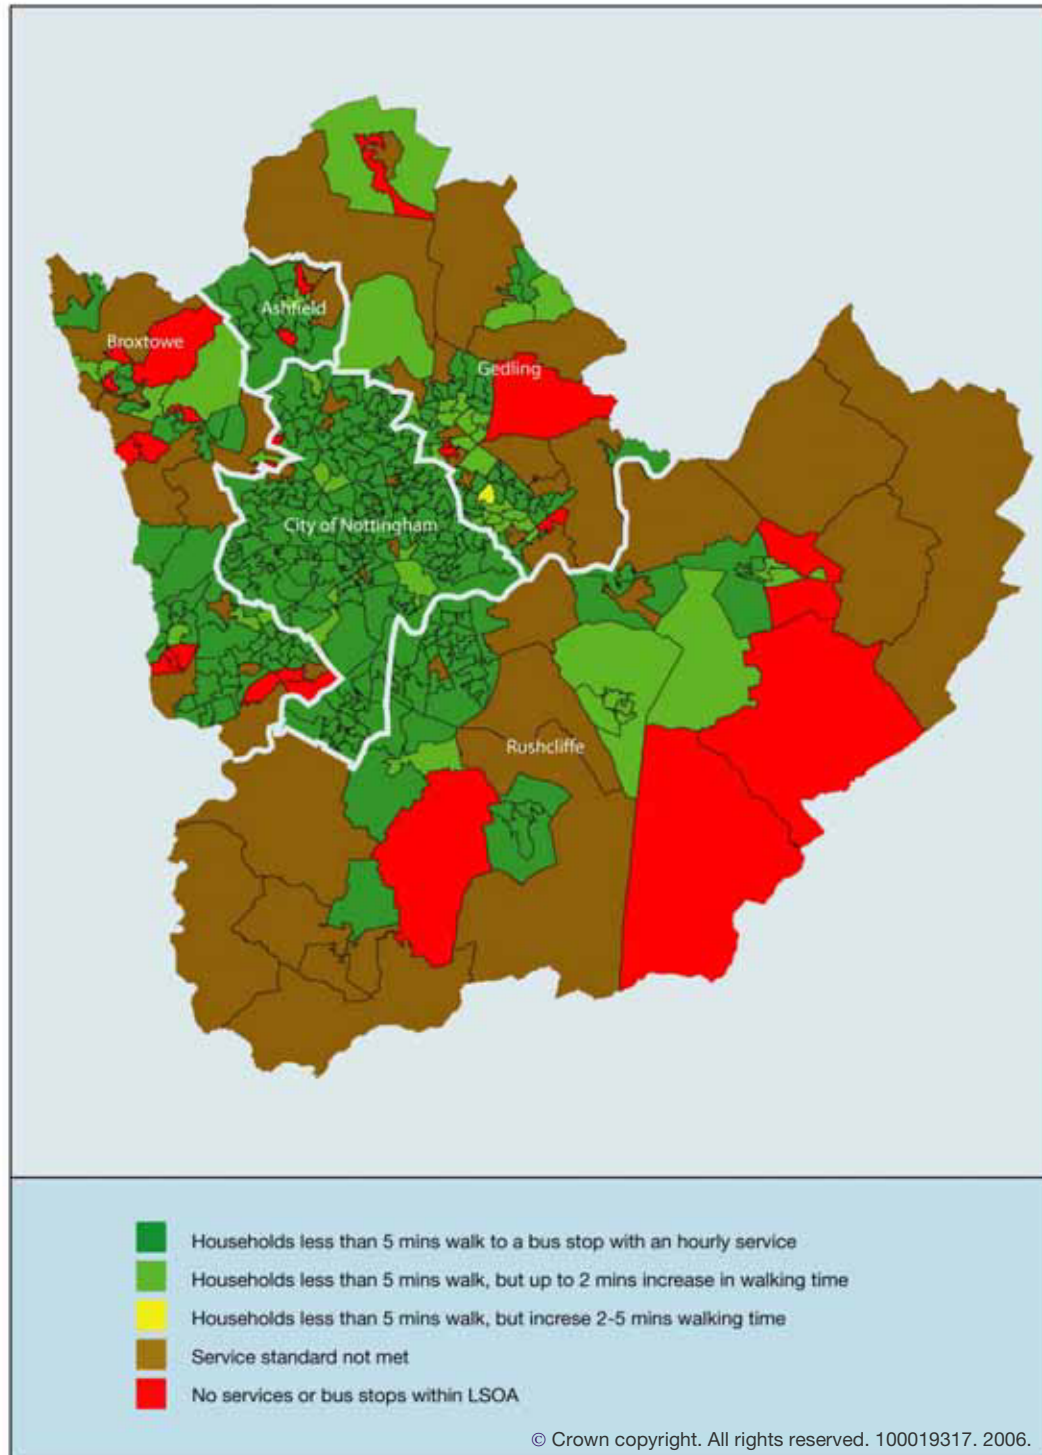 Ashfield
Broxtowe
Gedling
City of Nottingham
Rushcliffe
Households less than 5 mins walk to a bus stop with an hourly service
Households less than 5 mins walk, but up to 2 mins increase in walking time
Households less than 5 mins walk, but increse 2-5 mins walking time
Service standard not met
No services or bus stops within LSOA
© Crown copyright. All rights reserved. 100019317. 2006.